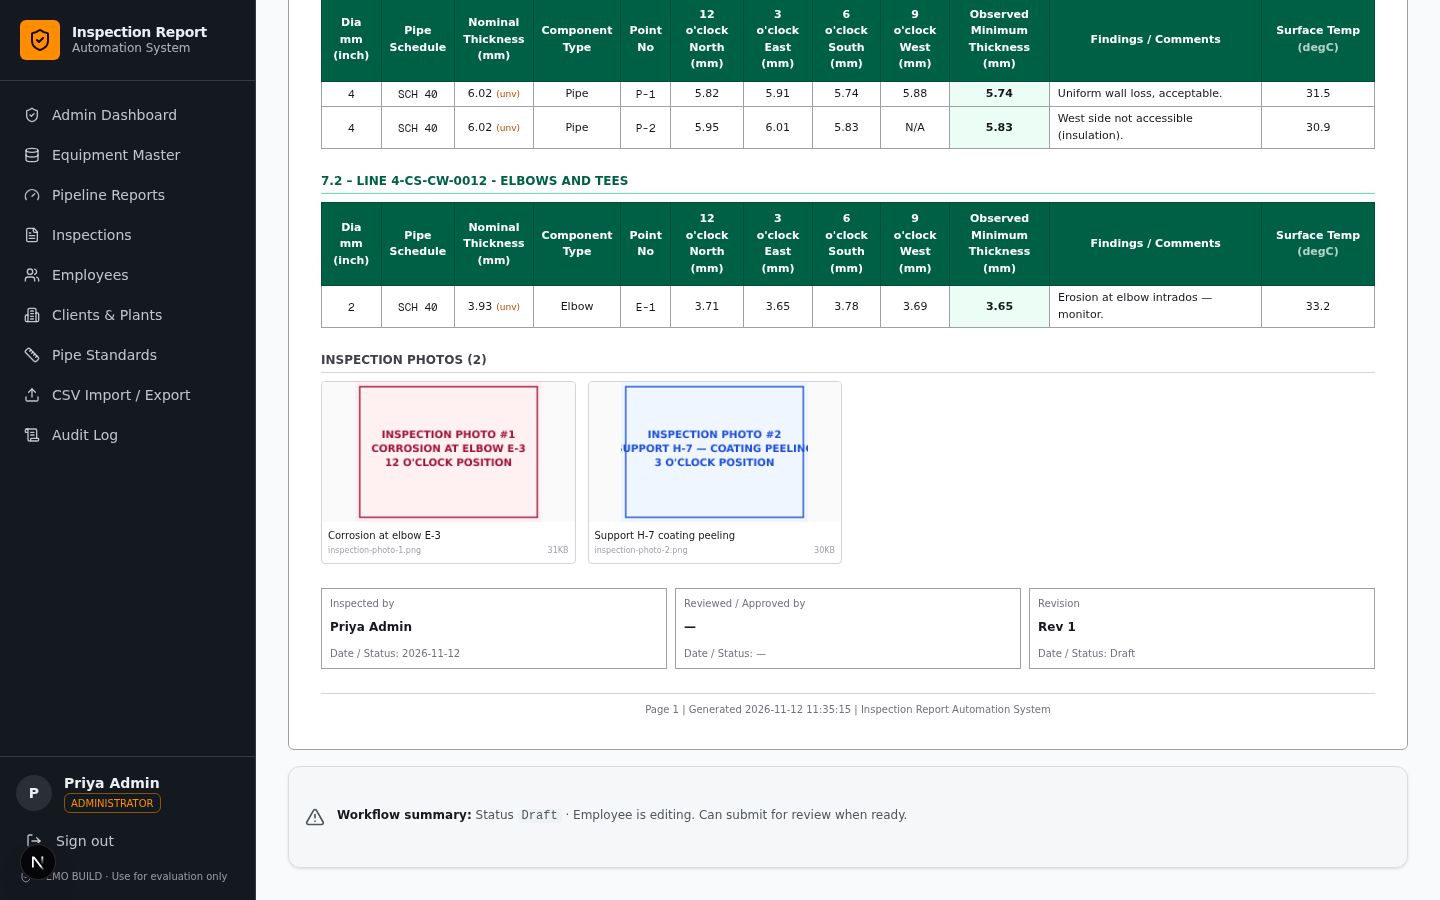 Inspection Report
Automation System
Admin Dashboard
Equipment Master
Pipeline Reports
Inspections
Employees
Clients & Plants
Pipe Standards
CSV Import / Export
Audit Log
Priya Admin
ADMINISTRATOR
Sign out
N
EMO BUILD · Use for evaluation only
Dia mm (inch) | Pipe Schedule | Nominal Thickness (mm) | Component Type | Point No | 12 o'clock North (mm) | 3 o'clock East (mm) | 6 o'clock South (mm) | 9 o'clock West (mm) | Observed Minimum Thickness (mm) | Findings / Comments | Surface Temp (degC)
4 | SCH 40 | 6.02 (unv) | Pipe | P-1 | 5.82 | 5.91 | 5.74 | 5.88 | 5.74 | Uniform wall loss, acceptable. | 31.5
4 | SCH 40 | 6.02 (unv) | Pipe | P-2 | 5.95 | 6.01 | 5.83 | N/A | 5.83 | West side not accessible (insulation). | 30.9
7.2 – LINE 4-CS-CW-0012 - ELBOWS AND TEES
Dia mm (inch) | Pipe Schedule | Nominal Thickness (mm) | Component Type | Point No | 12 o'clock North (mm) | 3 o'clock East (mm) | 6 o'clock South (mm) | 9 o'clock West (mm) | Observed Minimum Thickness (mm) | Findings / Comments | Surface Temp (degC)
2 | SCH 40 | 3.93 (unv) | Elbow | E-1 | 3.71 | 3.65 | 3.78 | 3.69 | 3.65 | Erosion at elbow intrados — monitor. | 33.2
INSPECTION PHOTOS (2)
INSPECTION PHOTO #1
CORROSION AT ELBOW E-3
12 O'CLOCK POSITION
Corrosion at elbow E-3
inspection-photo-1.png 31KB
INSPECTION PHOTO #2
SUPPORT H-7 — COATING PEELING
3 O'CLOCK POSITION
Support H-7 coating peeling
inspection-photo-2.png 30KB
Inspected by
Priya Admin
Date / Status: 2026-11-12
Reviewed / Approved by
—
Date / Status: —
Revision
Rev 1
Date / Status: Draft
Page 1 | Generated 2026-11-12 11:35:15 | Inspection Report Automation System
Workflow summary: Status Draft · Employee is editing. Can submit for review when ready.